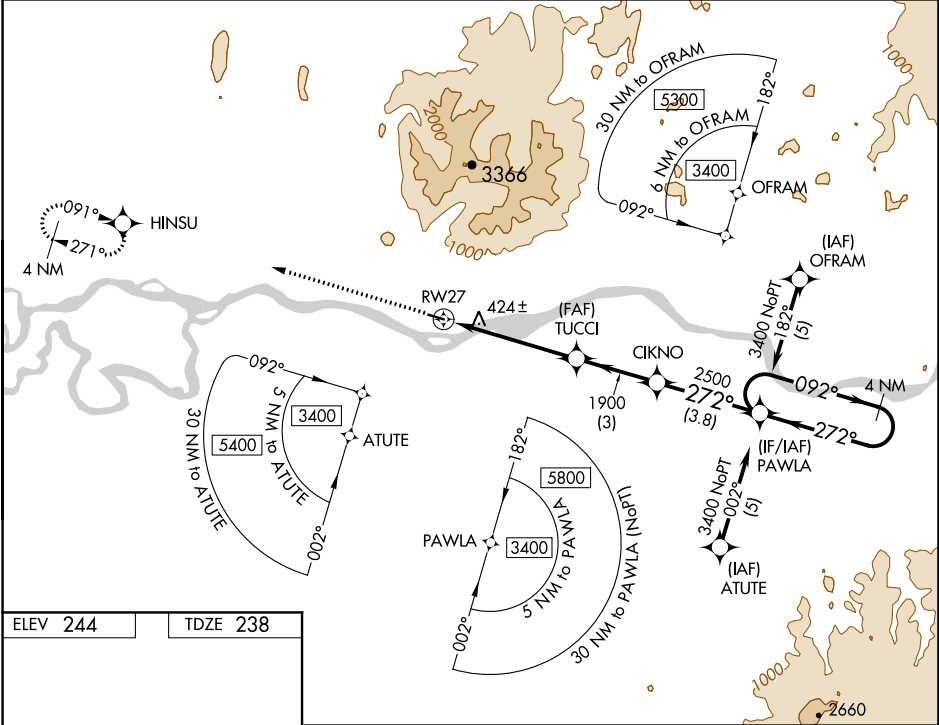 1000
2000
3366
1000
30 NM to OFRAM
5300
182°
6 NM to OFRAM
3400
OFRAM
092°
091°
HINSU
271°
4 NM
(IAF)
OFRAM
3400 NoPT
182°
(5)
RW27
424±
(FAF)
TUCCI
CIKNO
2500
272°
(3.8)
1900
(3)
092°
4 NM
272°
(IF/IAF)
PAWLA
3400 NoPT
002°
(5)
(IAF)
ATUTE
092°
5 NM to ATUTE
3400
5400
ATUTE
30 NM to ATUTE
002°
182°
5800
PAWLA
3400
5 NM to PAWLA
30 NM to PAWLA (NoPT)
002°
ELEV 244
TDZE 238
1000
2660